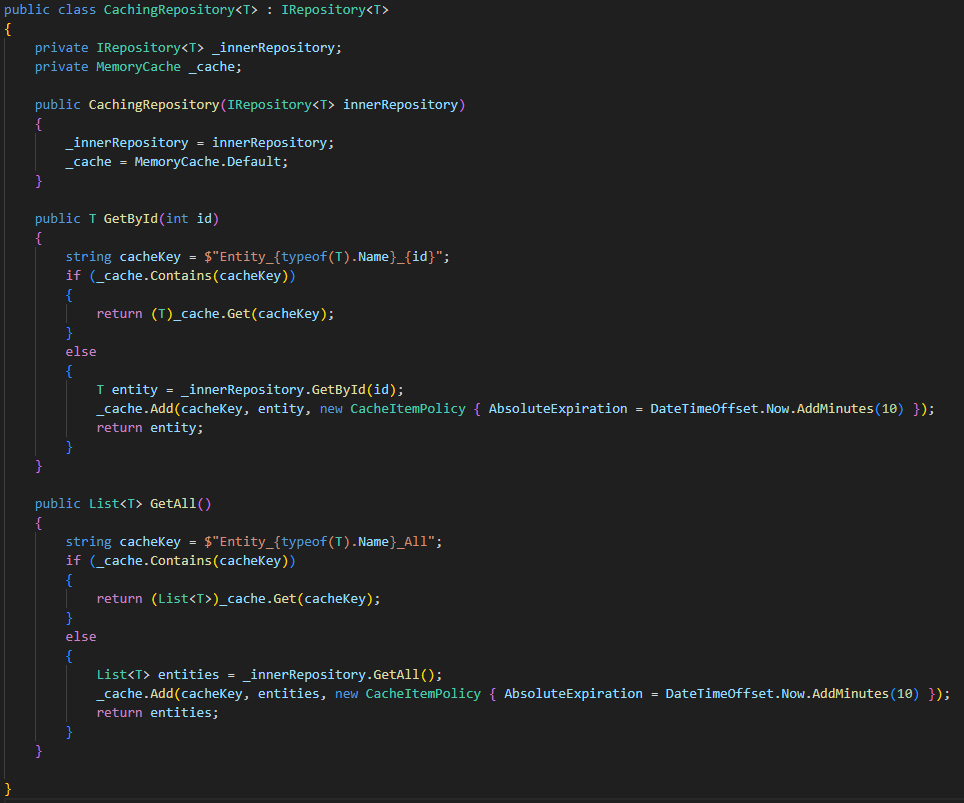 public class CachingRepository<T> : IRepository<T>
{
    private IRepository<T> _innerRepository;
    private MemoryCache _cache;

    public CachingRepository(IRepository<T> innerRepository)
    {
        _innerRepository = innerRepository;
        _cache = MemoryCache.Default;
    }

    public T GetById(int id)
    {
        string cacheKey = $"Entity_{typeof(T).Name}_{id}";
        if (_cache.Contains(cacheKey))
        {
            return (T)_cache.Get(cacheKey);
        }
        else
        {
            T entity = _innerRepository.GetById(id);
            _cache.Add(cacheKey, entity, new CacheItemPolicy { AbsoluteExpiration = DateTimeOffset.Now.AddMinutes(10) });
            return entity;
        }
    }

    public List<T> GetAll()
    {
        string cacheKey = $"Entity_{typeof(T).Name}_All";
        if (_cache.Contains(cacheKey))
        {
            return (List<T>)_cache.Get(cacheKey);
        }
        else
        {
            List<T> entities = _innerRepository.GetAll();
            _cache.Add(cacheKey, entities, new CacheItemPolicy { AbsoluteExpiration = DateTimeOffset.Now.AddMinutes(10) });
            return entities;
        }
    }

}